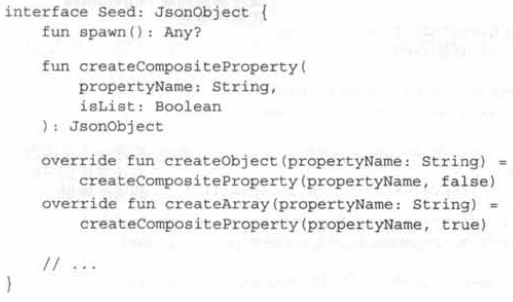 interface Seed: JsonObject {
    fun spawn(): Any?
    fun createCompositeProperty(
        propertyName: String,
        isList: Boolean
    ): JsonObject
    override fun createObject(propertyName: String) =
        createCompositeProperty(propertyName, false)
    override fun createArray(propertyName: String) =
        createCompositeProperty(propertyName, true)
    // ...
}